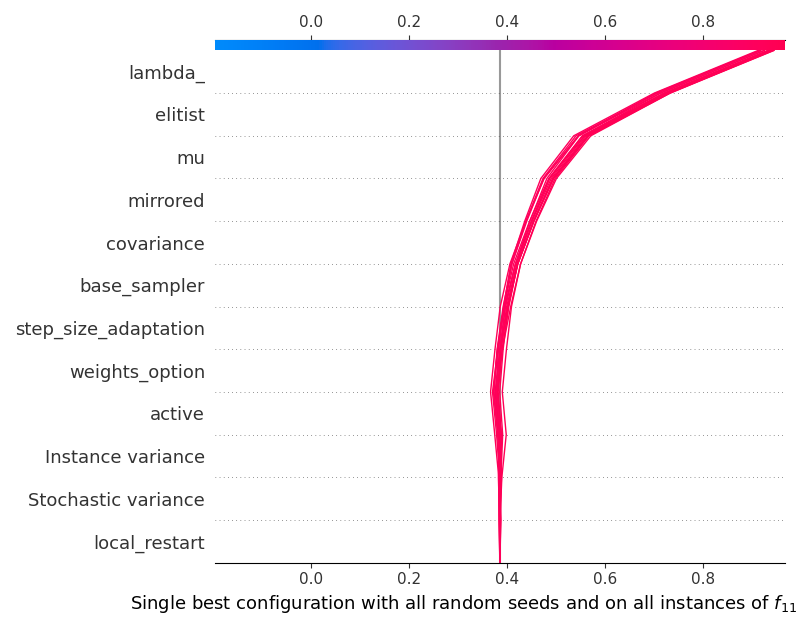 0.0 0.2 0.4 0.6 0.8
lambda_
elitist
mu
mirrored
covariance
base_sampler
step_size_adaptation
weights_option
active
Instance variance
Stochastic variance
local_restart
0.0 0.2 0.4 0.6 0.8
Single best configuration with all random seeds and on all instances of f₁₁